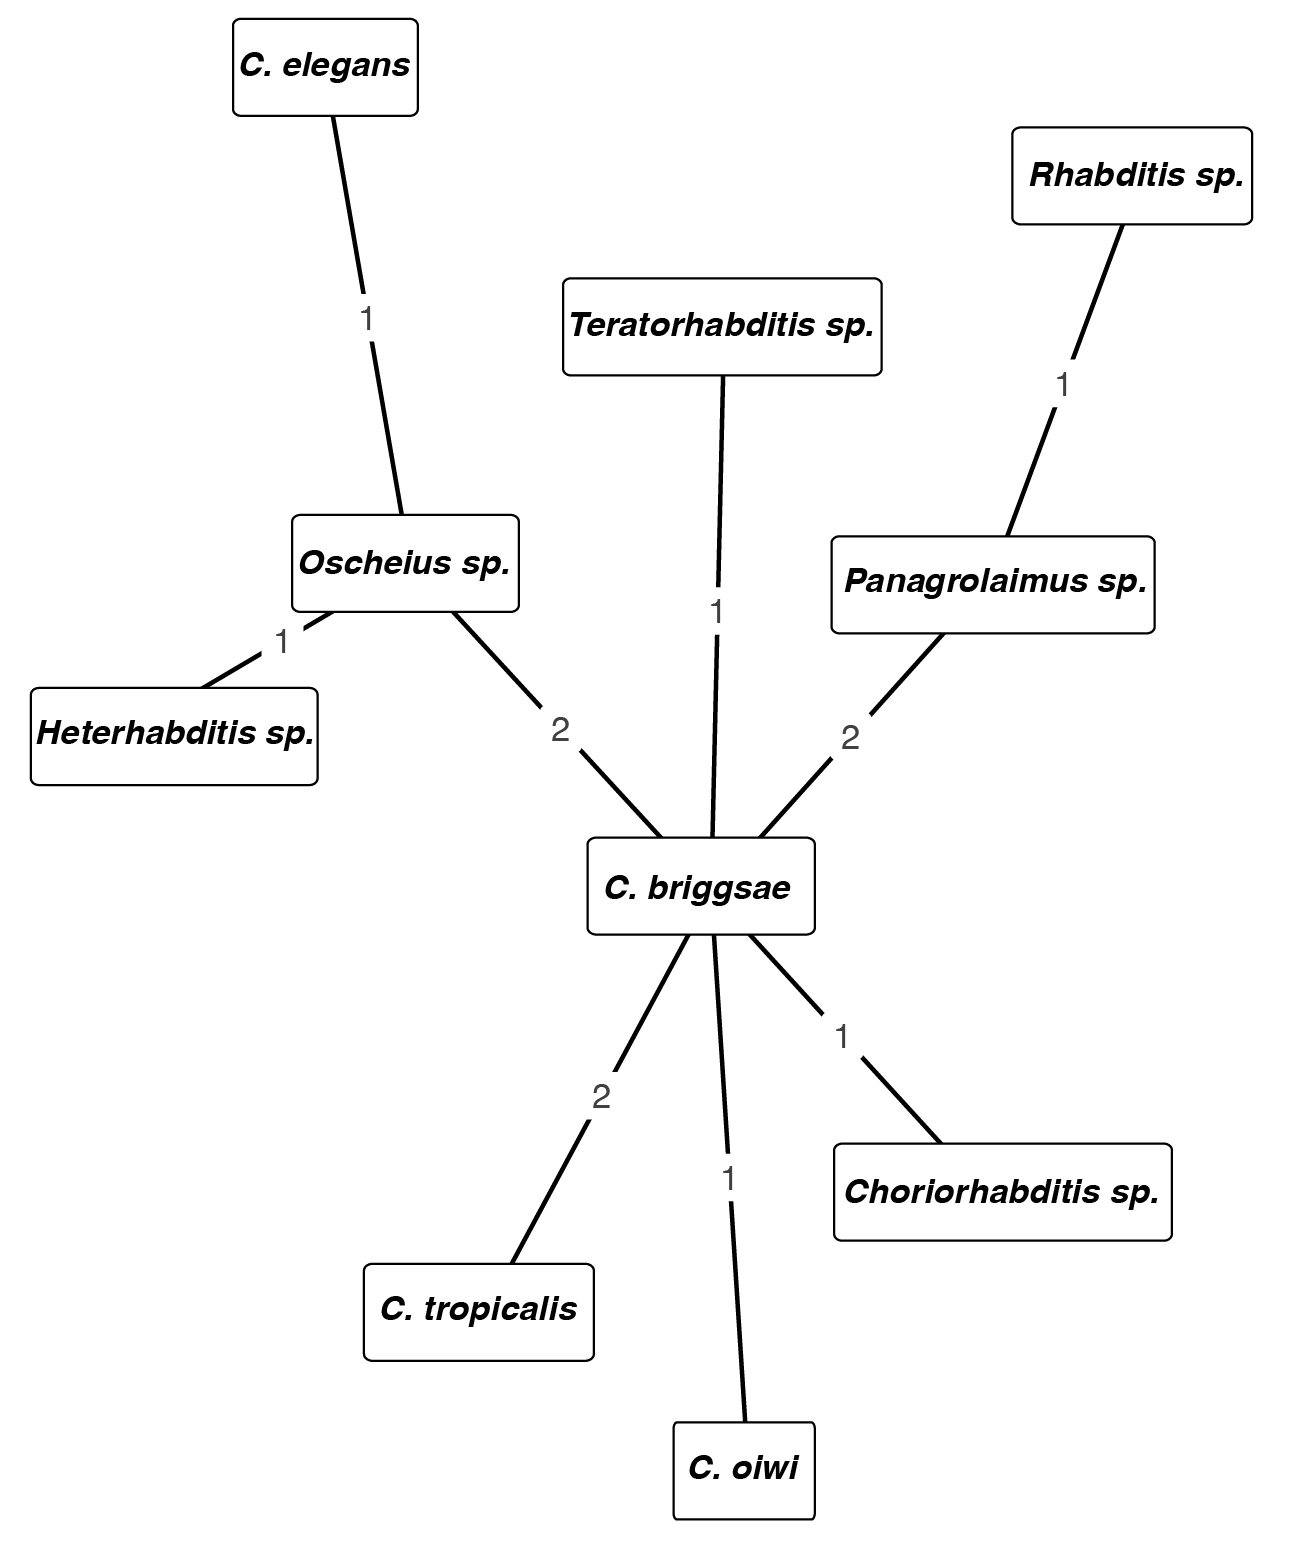 C. elegans
Rhabditis sp.
1
Teratorhabditis sp.
1
Oscheius sp.
Panagrolaimus sp.
1
1
Heterhabditis sp.
2
2
C. briggsae
1
2
1
Choriorhabditis sp.
C. tropicalis
C. oiwi